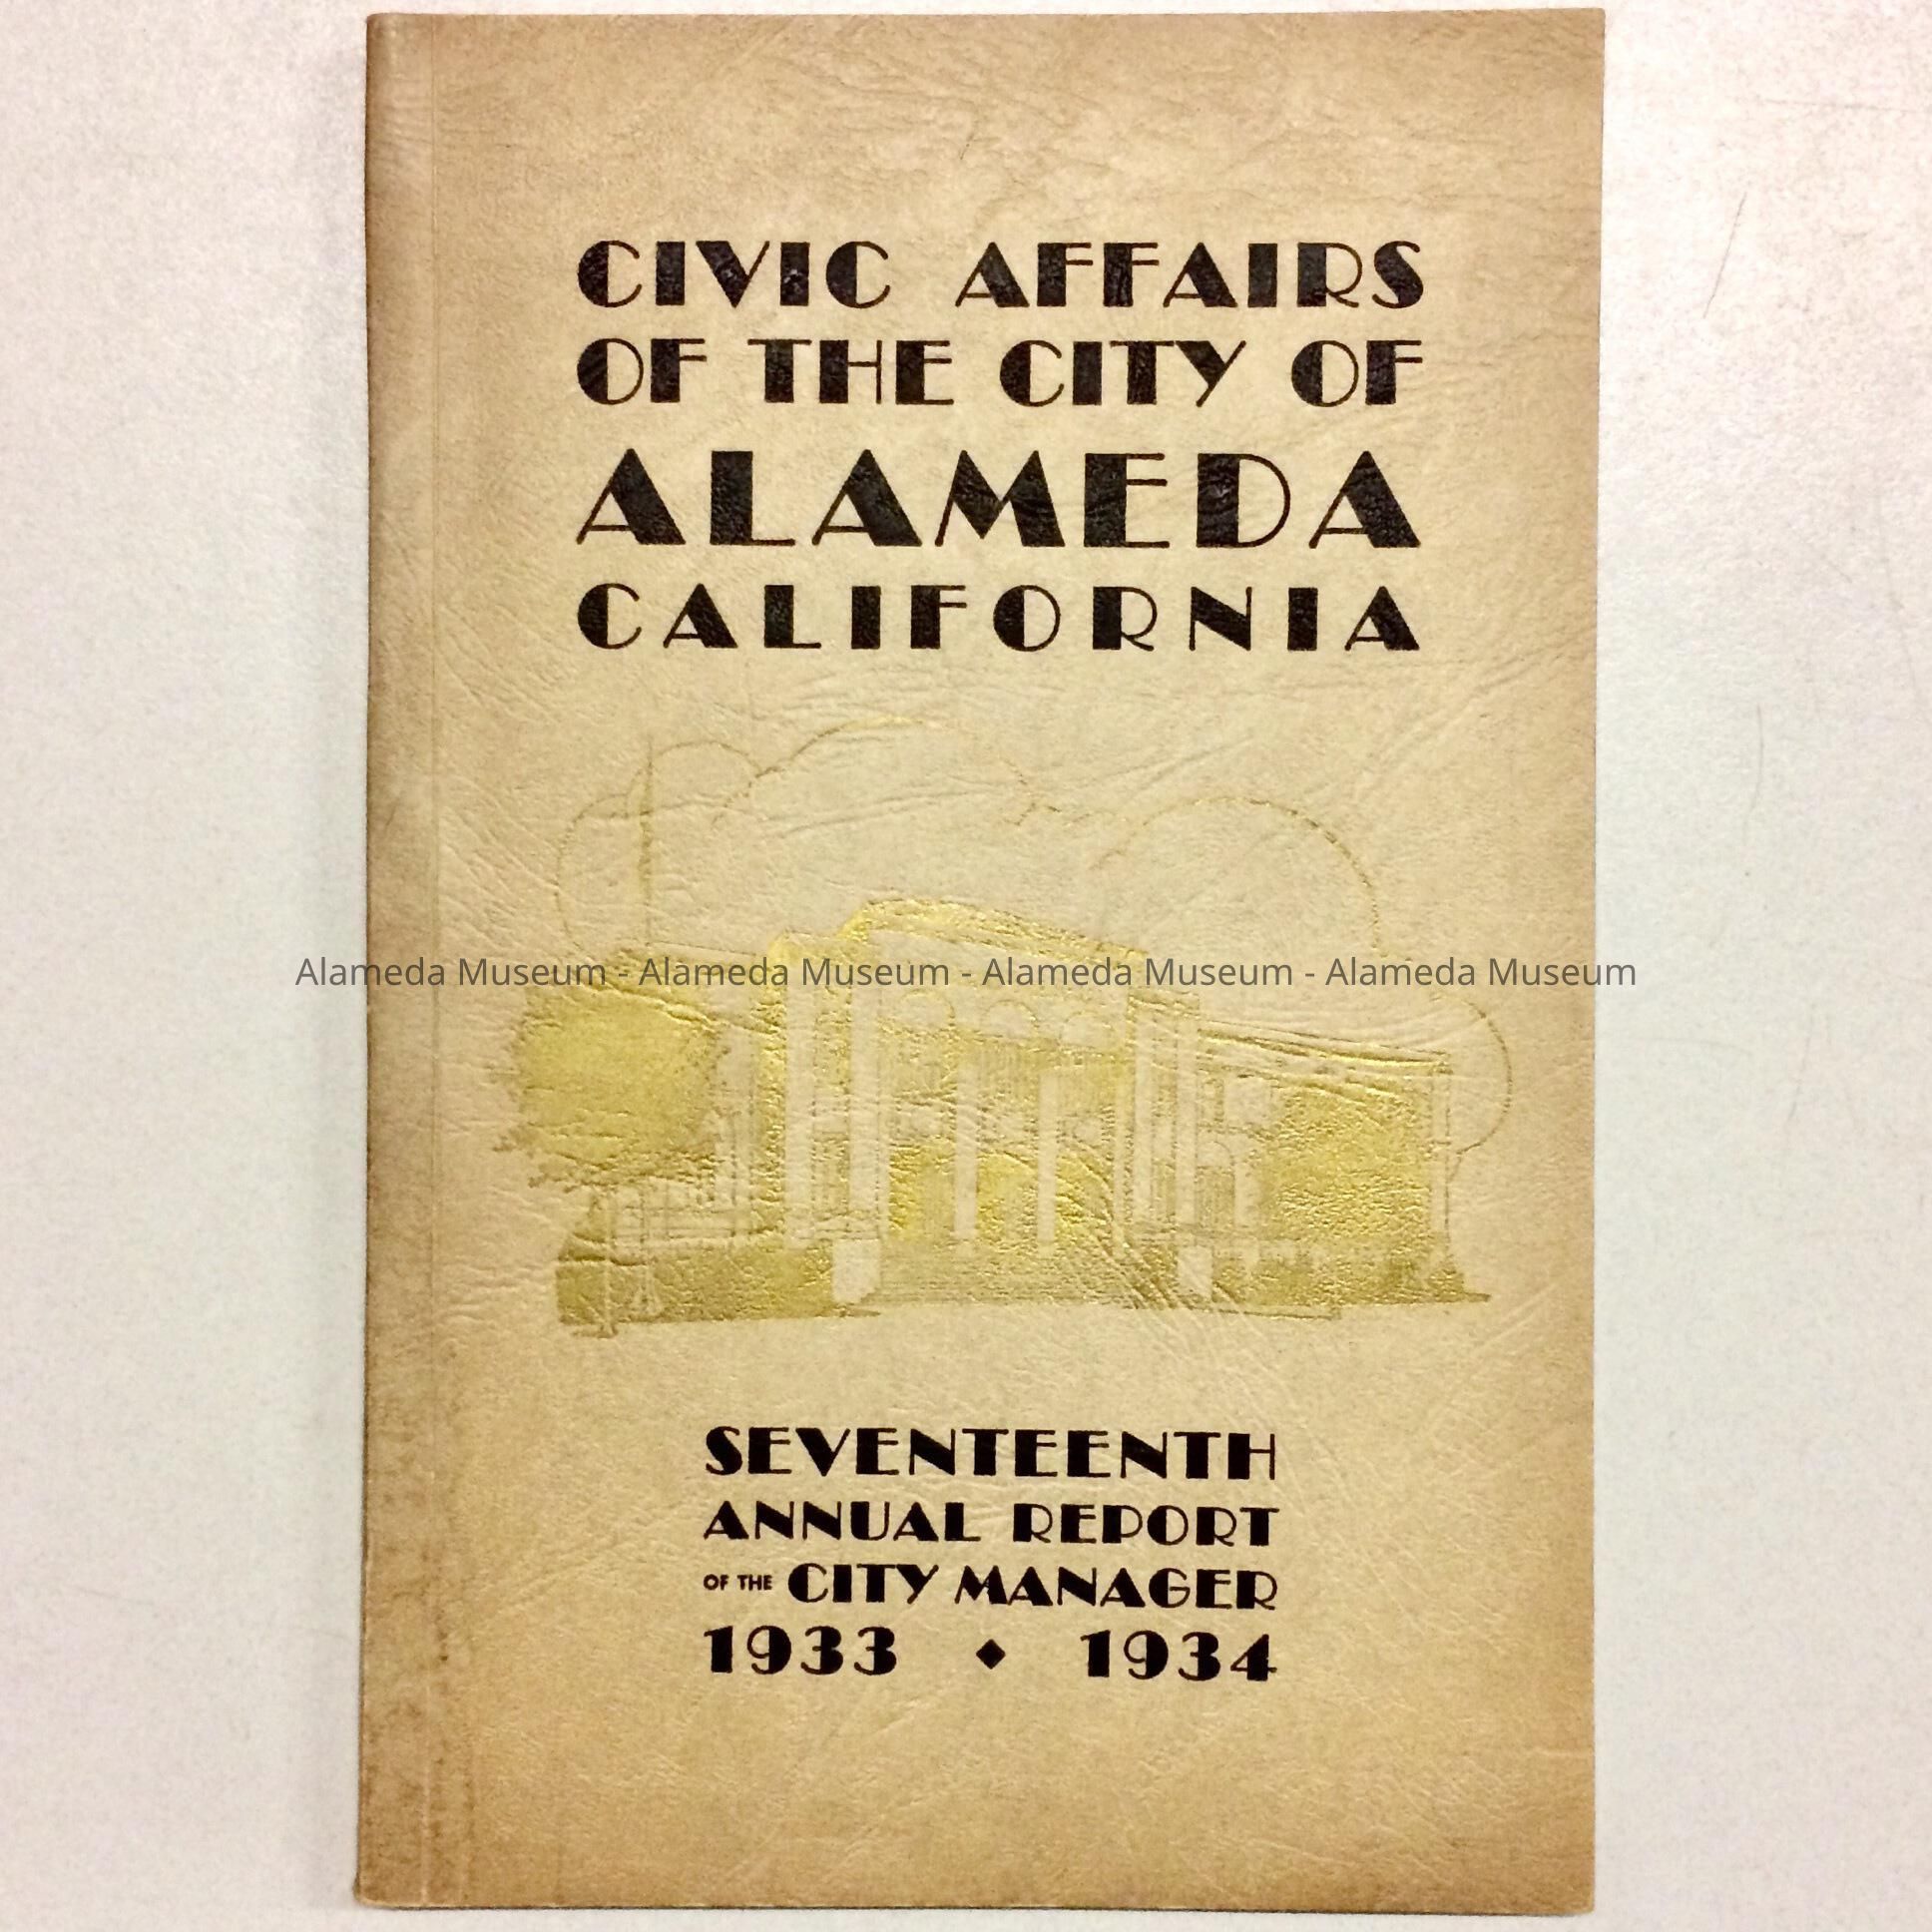 CIVIC AFFAIRS
OF THE CITY OF
ALAMEDA
CALIFORNIA
Alameda Museum - Alameda Museum - Alameda Museum - Alameda Museum
SEVENTEENTH
ANNUAL REPORT
OF THE CITY MANAGER
1933 ◆ 1934